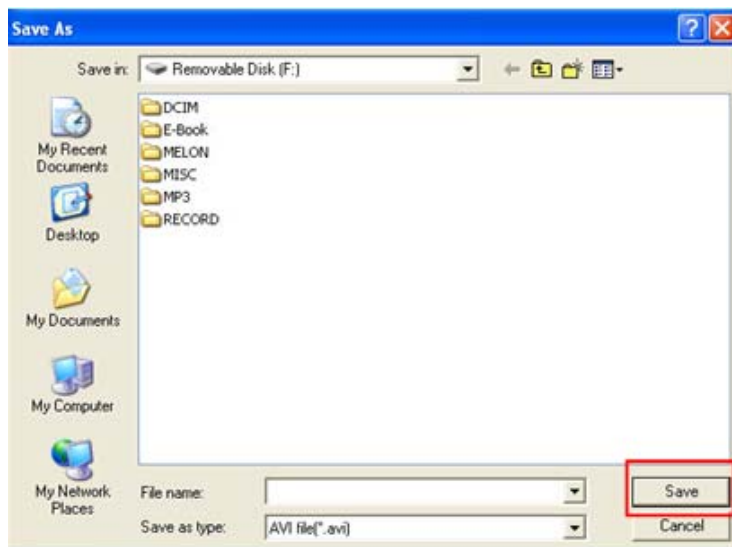 Save As
Save in:
Removable Disk (F:)
DCIM
E-Book
MELON
MISC
MP3
RECORD
My Recent
Documents
Desktop
My Documents
My Computer
My Network
Places
File name:
Save
Save as type:
AVI file(*.avi)
Cancel